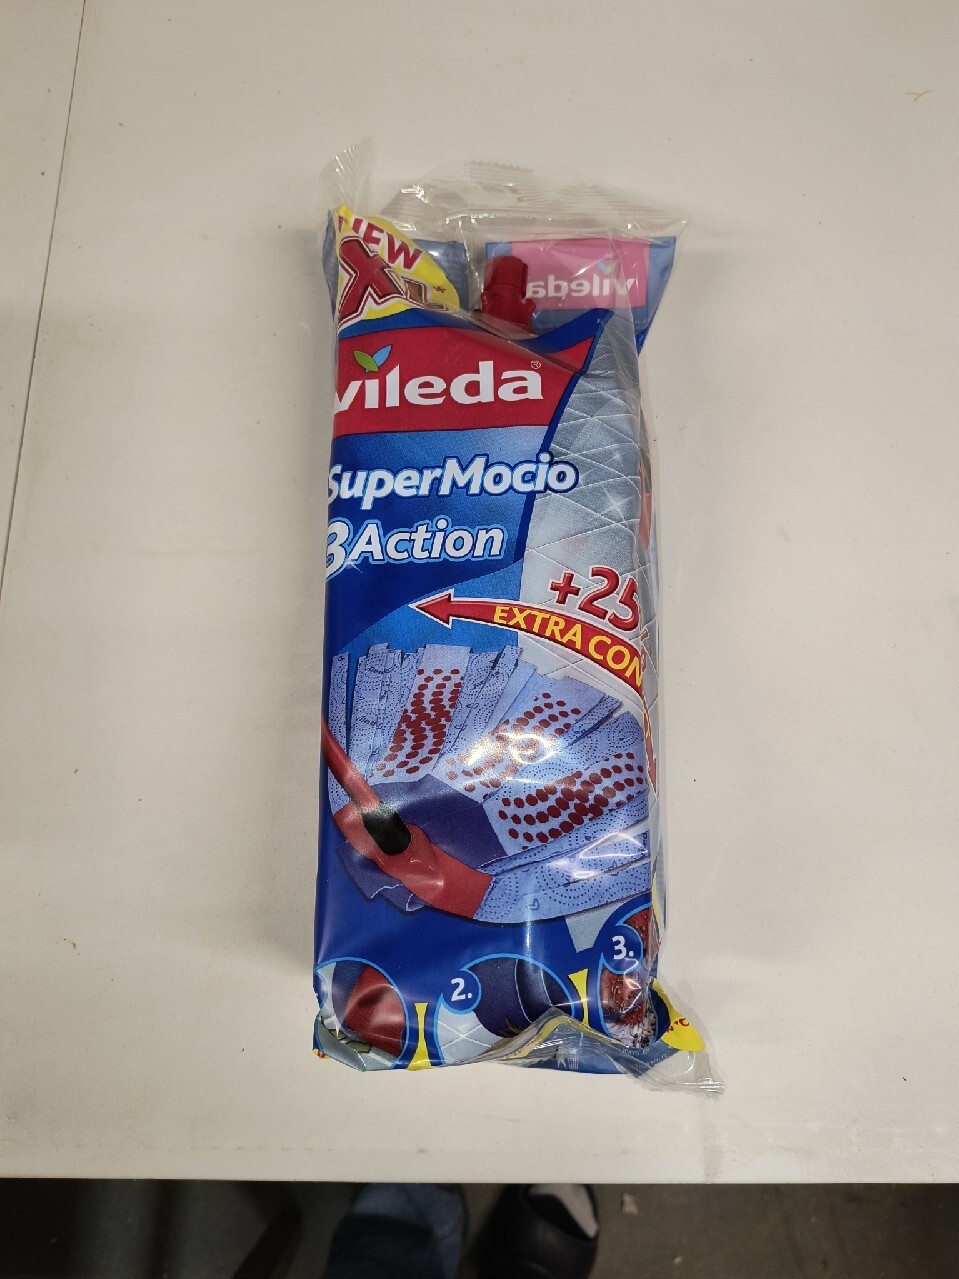 NEW
XL*
vileda
vileda®
SuperMocio
3Action
+25
EXTRA CON
2.
3.